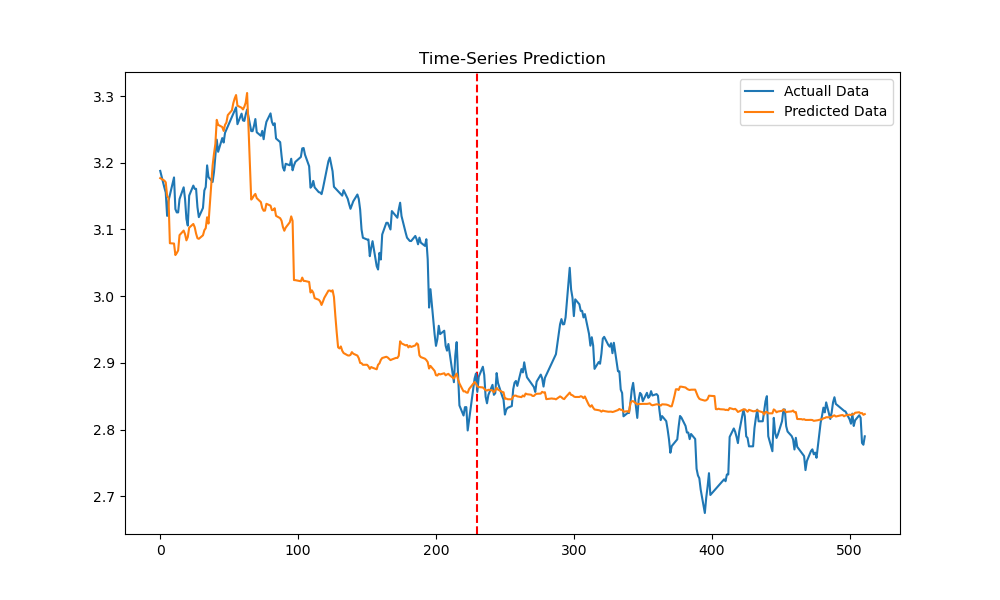 Time-Series Prediction
Actuall Data
Predicted Data
3.3
3.2
3.1
3.0
2.9
2.8
2.7
0 100 200 300 400 500